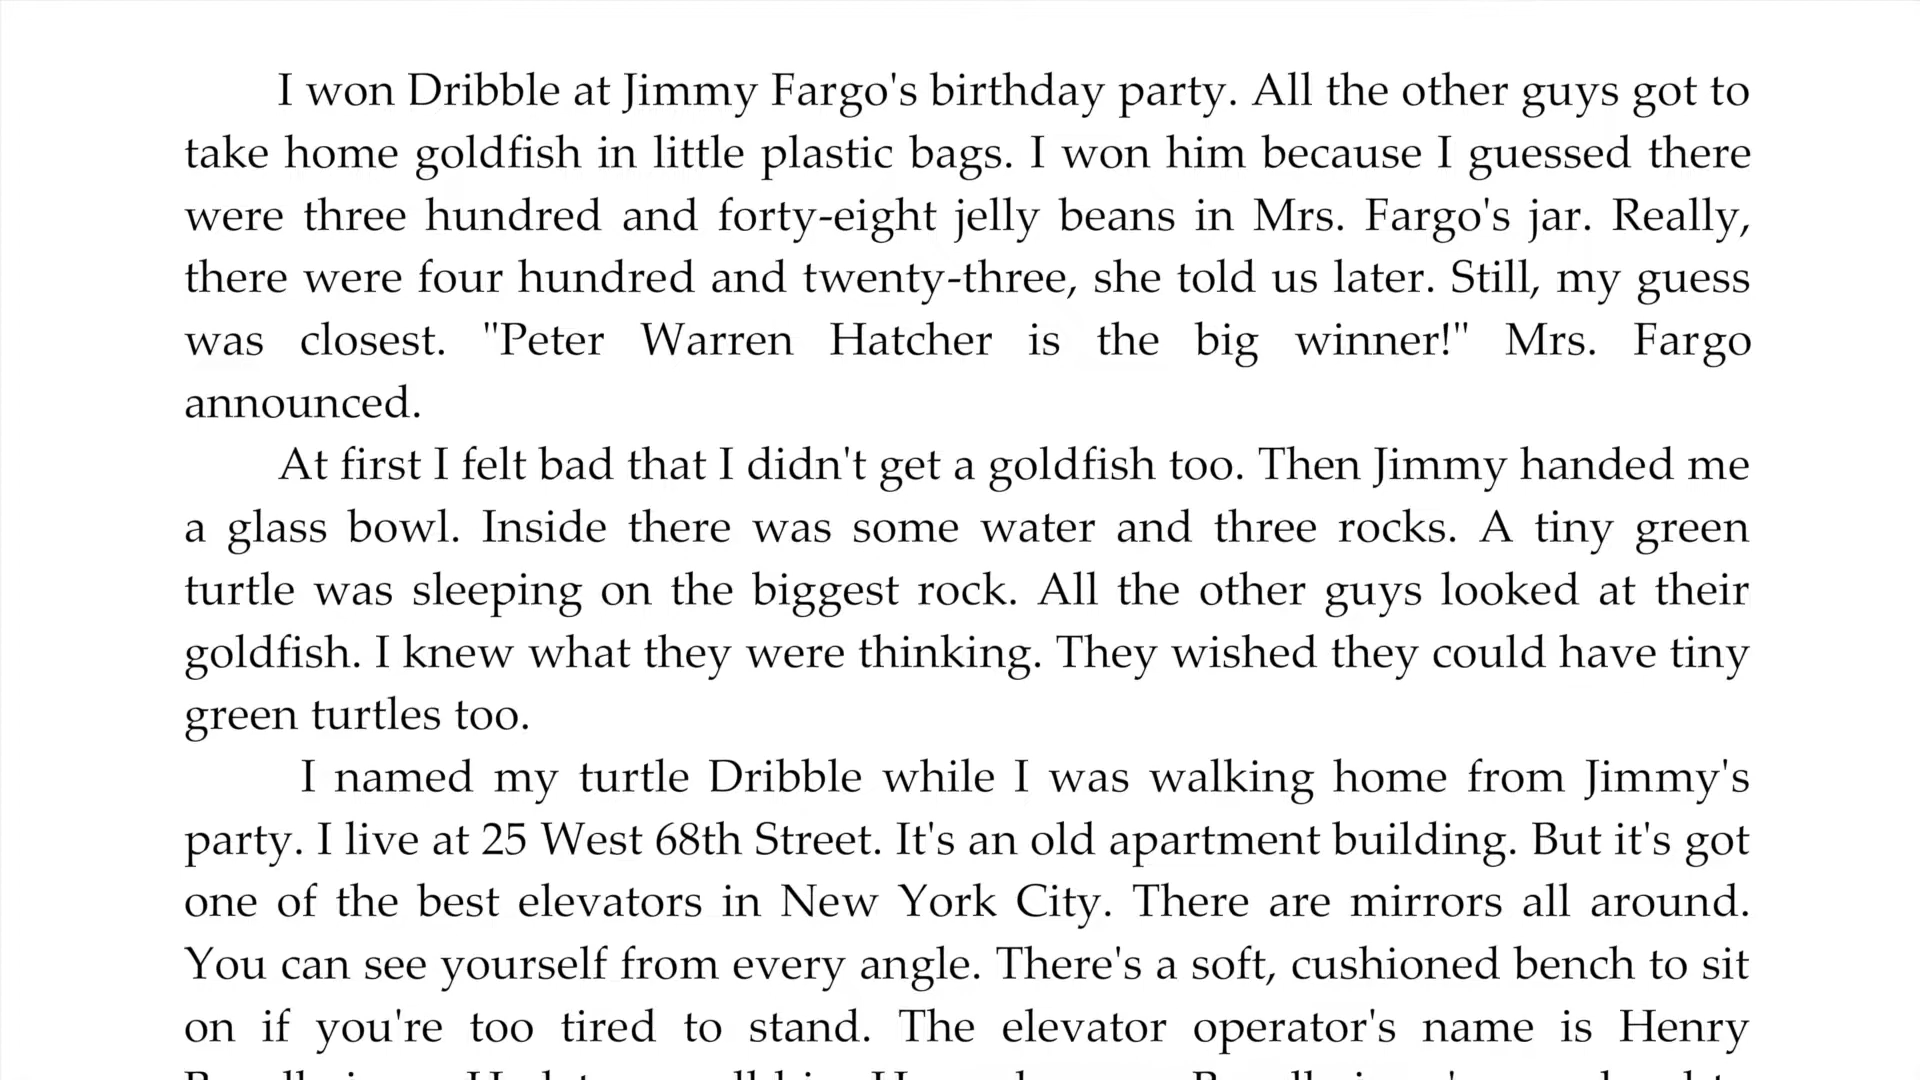 I won Dribble at Jimmy Fargo's birthday party. All the other guys got to
take home goldfish in little plastic bags. I won him because I guessed there
were three hundred and forty-eight jelly beans in Mrs. Fargo's jar. Really,
there were four hundred and twenty-three, she told us later. Still, my guess
was closest. "Peter Warren Hatcher is the big winner!" Mrs. Fargo
announced.
At first I felt bad that I didn't get a goldfish too. Then Jimmy handed me
a glass bowl. Inside there was some water and three rocks. A tiny green
turtle was sleeping on the biggest rock. All the other guys looked at their
goldfish. I knew what they were thinking. They wished they could have tiny
green turtles too.
I named my turtle Dribble while I was walking home from Jimmy's
party. I live at 25 West 68th Street. It's an old apartment building. But it's got
one of the best elevators in New York City. There are mirrors all around.
You can see yourself from every angle. There's a soft, cushioned bench to sit
on if you're too tired to stand. The elevator operator's name is Henry